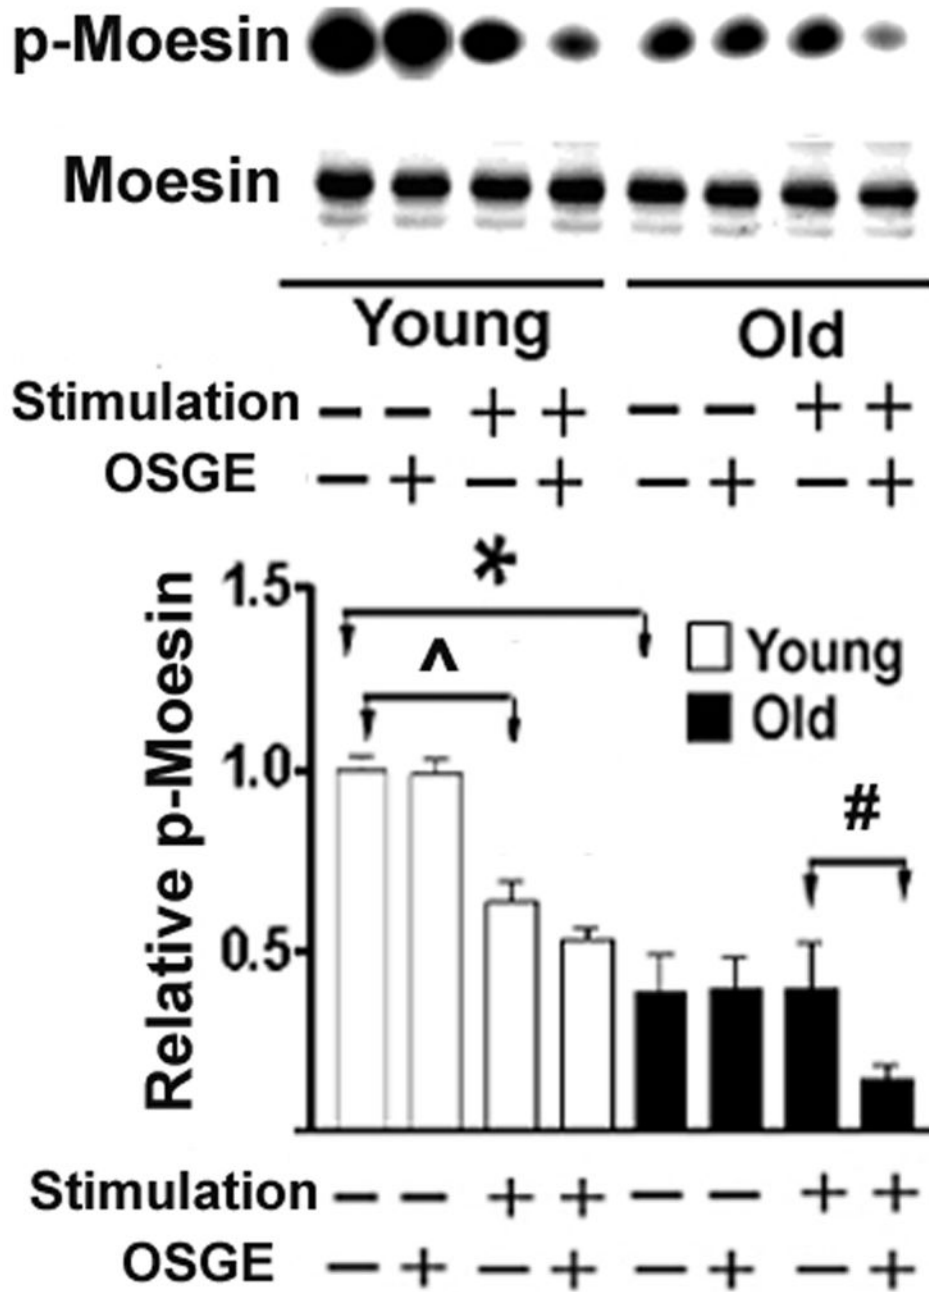 p-Moesin
Moesin
Young Old
Stimulation − − + + − − + +
OSGE − + − + − + − +
*
1.5
^
Young
Old
1.0
#
0.5
Relative p-Moesin
Stimulation − − + + − − + +
OSGE − + − + − + − +